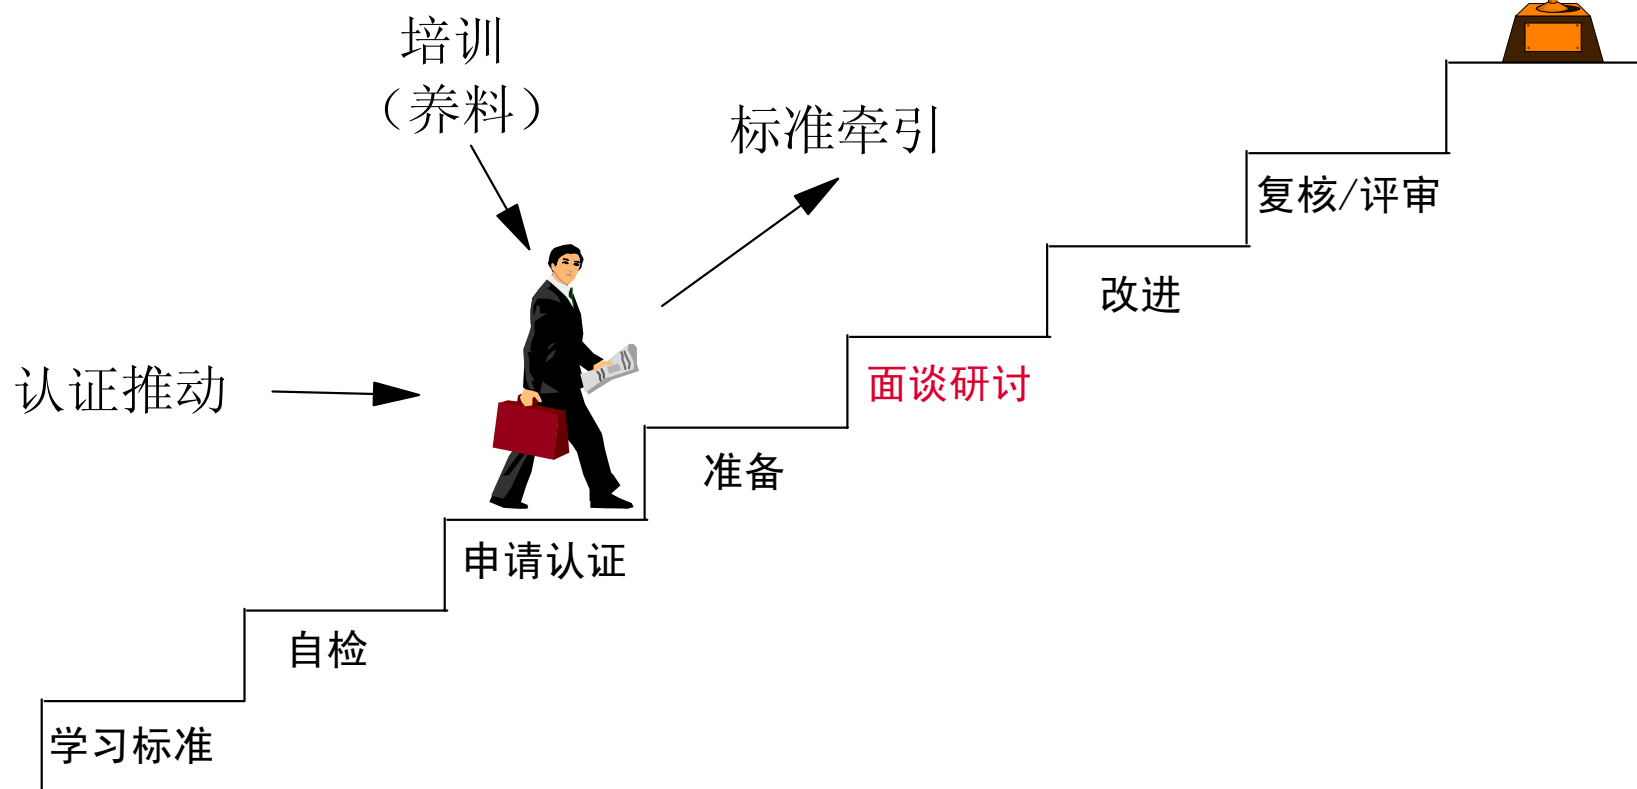 培训
（养料）
标准牵引
复核/评审
改进
认证推动
面谈研讨
准备
申请认证
自检
学习标准